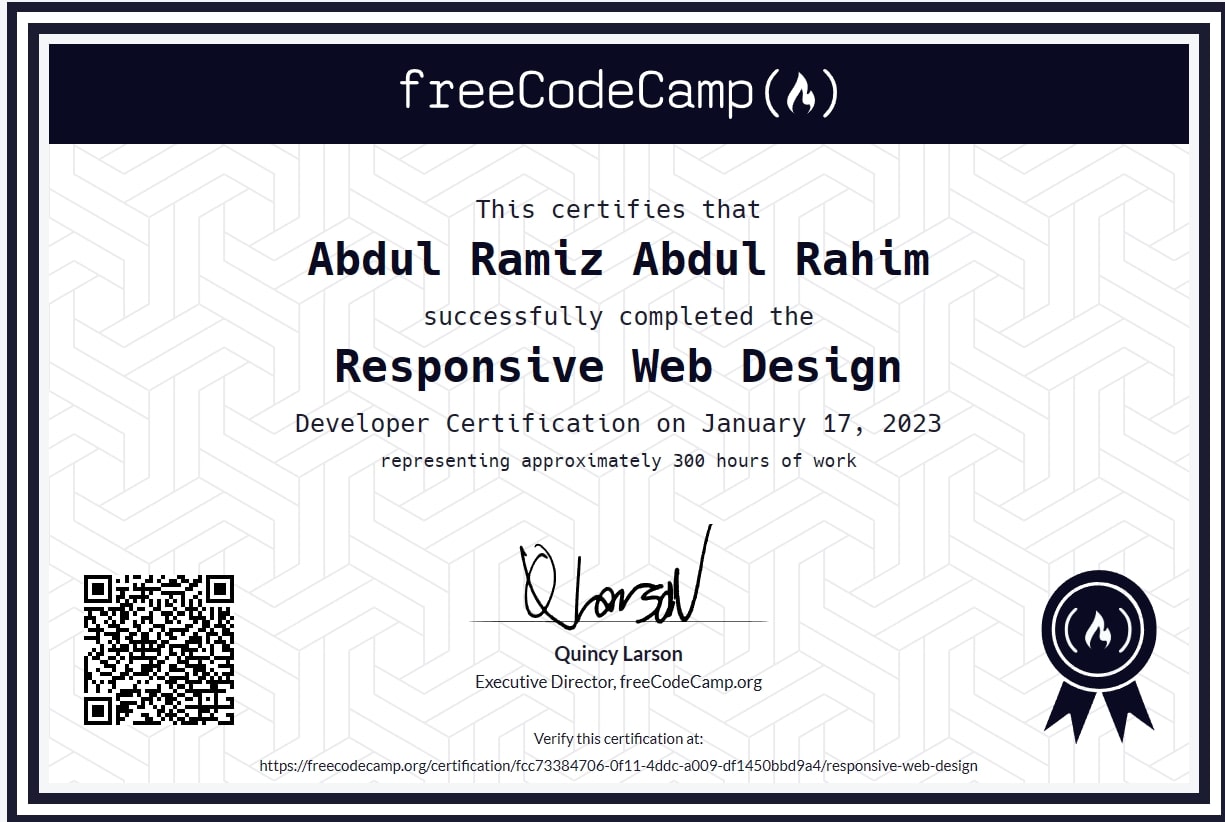 freeCodeCamp
This certifies that
Abdul Ramiz Abdul Rahim
successfully completed the
Responsive Web Design
Developer Certification on January 17, 2023
representing approximately 300 hours of work
Q Larson
Quincy Larson
Executive Director, freeCodeCamp.org
Verify this certification at:
https://freecodecamp.org/certification/fcc73384706-0f11-4ddc-a009-df1450bbd9a4/responsive-web-design